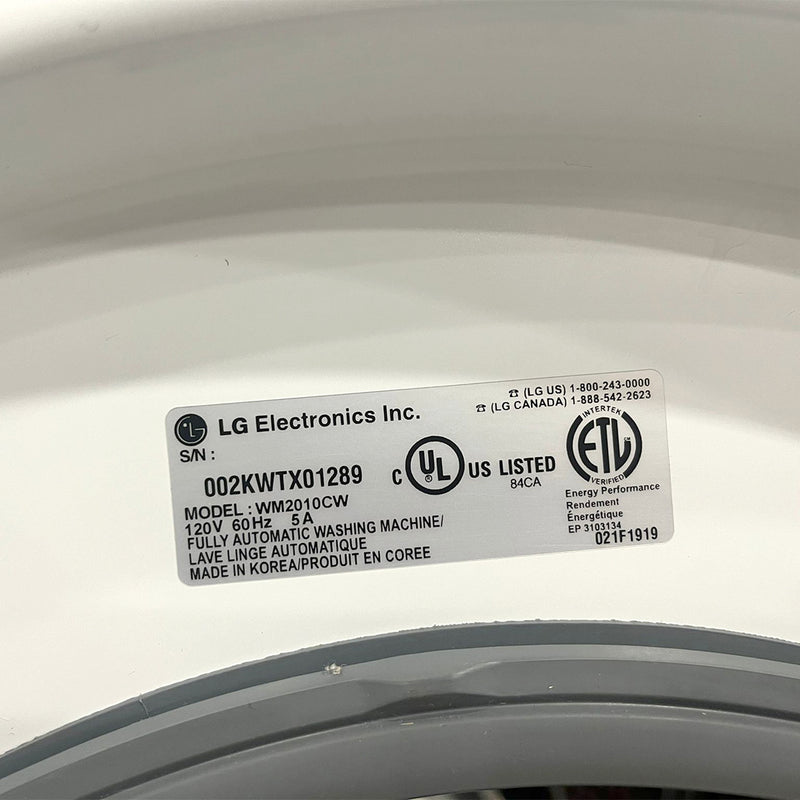 LG LG Electronics Inc.
☎ (LG US) 1-800-243-0000
☎ (LG CANADA) 1-888-542-2623
S/N :
002KWTX01289
C UL ® US LISTED
84CA
INTERTEK
ETL CM
VERIFIED
Energy Performance
Rendement
Énergétique
EP 3103134
021F1919
MODEL : WM2010CW
120V 60Hz 5A
FULLY AUTOMATIC WASHING MACHINE/
LAVE LINGE AUTOMATIQUE
MADE IN KOREA/PRODUIT EN COREE